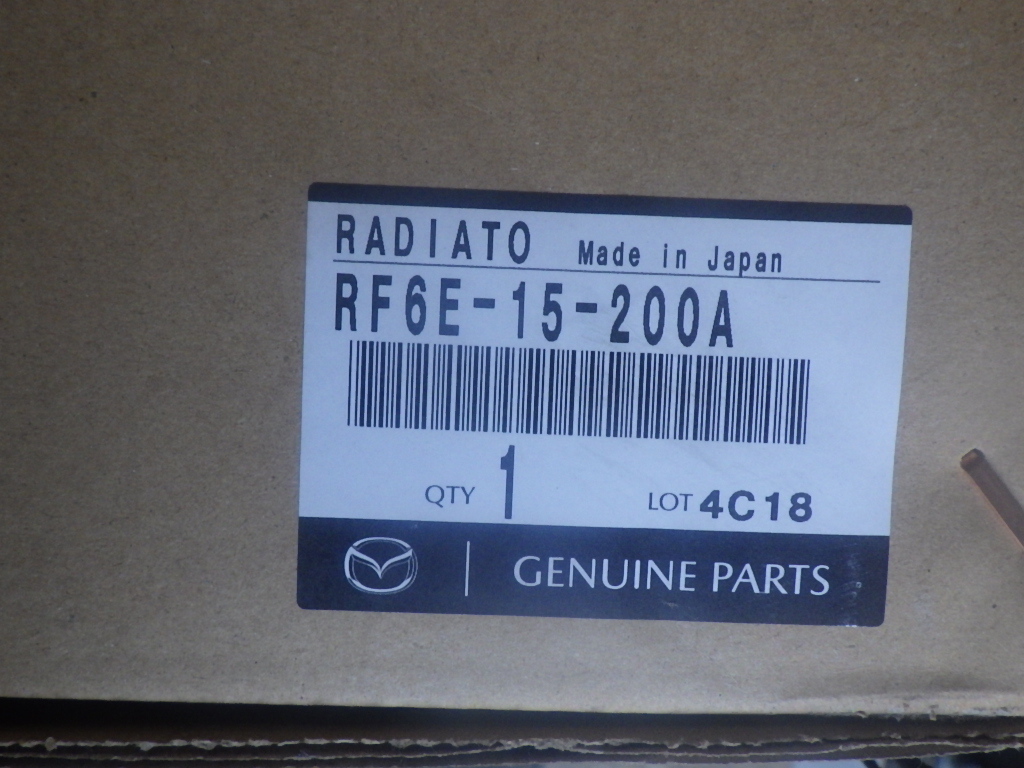 RADIATO Made in Japan
RF6E-15-200A
QTY 1 LOT 4C18
GENUINE PARTS